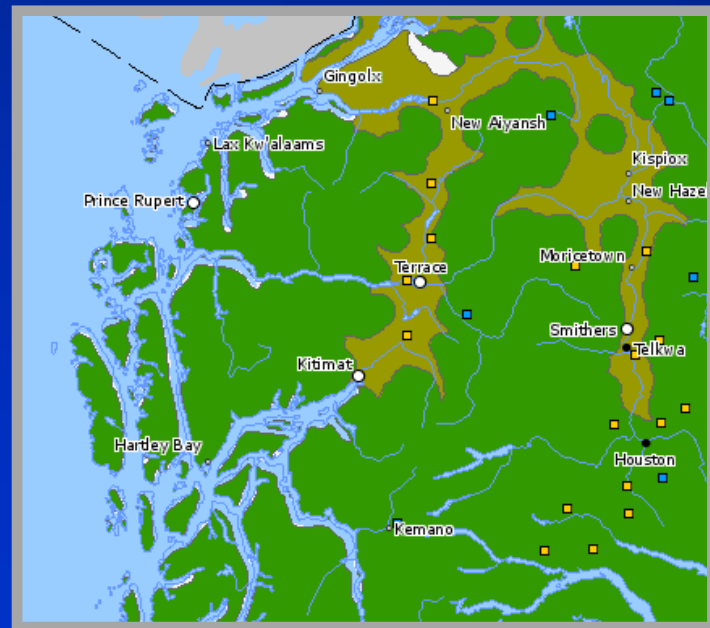 Gingolx
New Aiyansh
Lax Kw'alaams
Kispiox
New Haze
Prince Rupert
Moricetown
Terrace
Smithers
Telkwa
Kitimat
Hartley Bay
Houston
Kemano